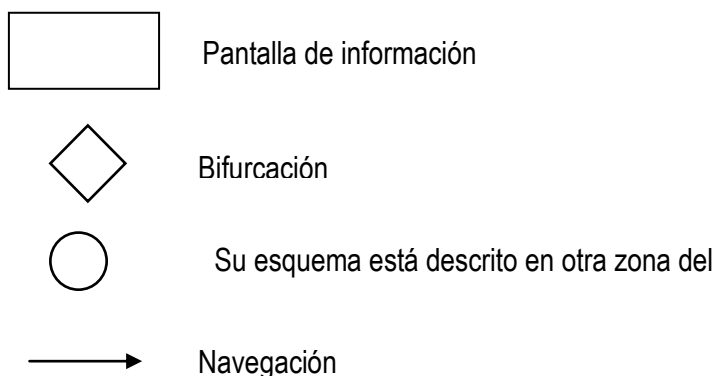 Pantalla de información
Bifurcación
Su esquema está descrito en otra zona del
Navegación